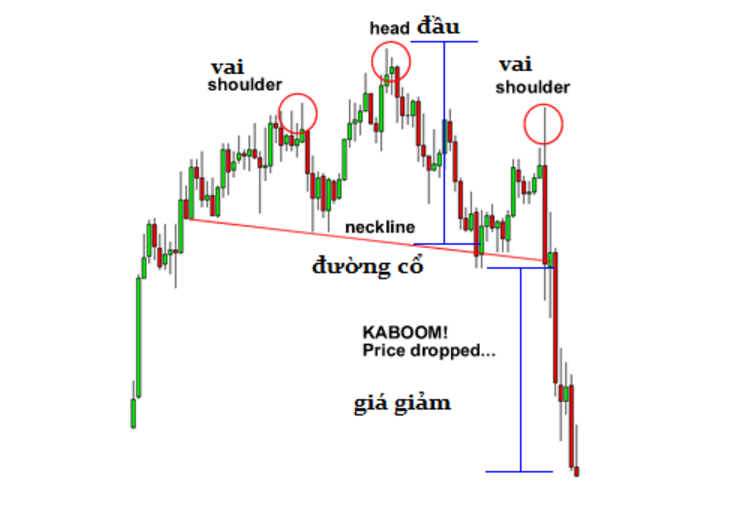 head đầu
vai
shoulder
vai
shoulder
neckline
đường cổ
KABOOM!
Price dropped...
giá giảm